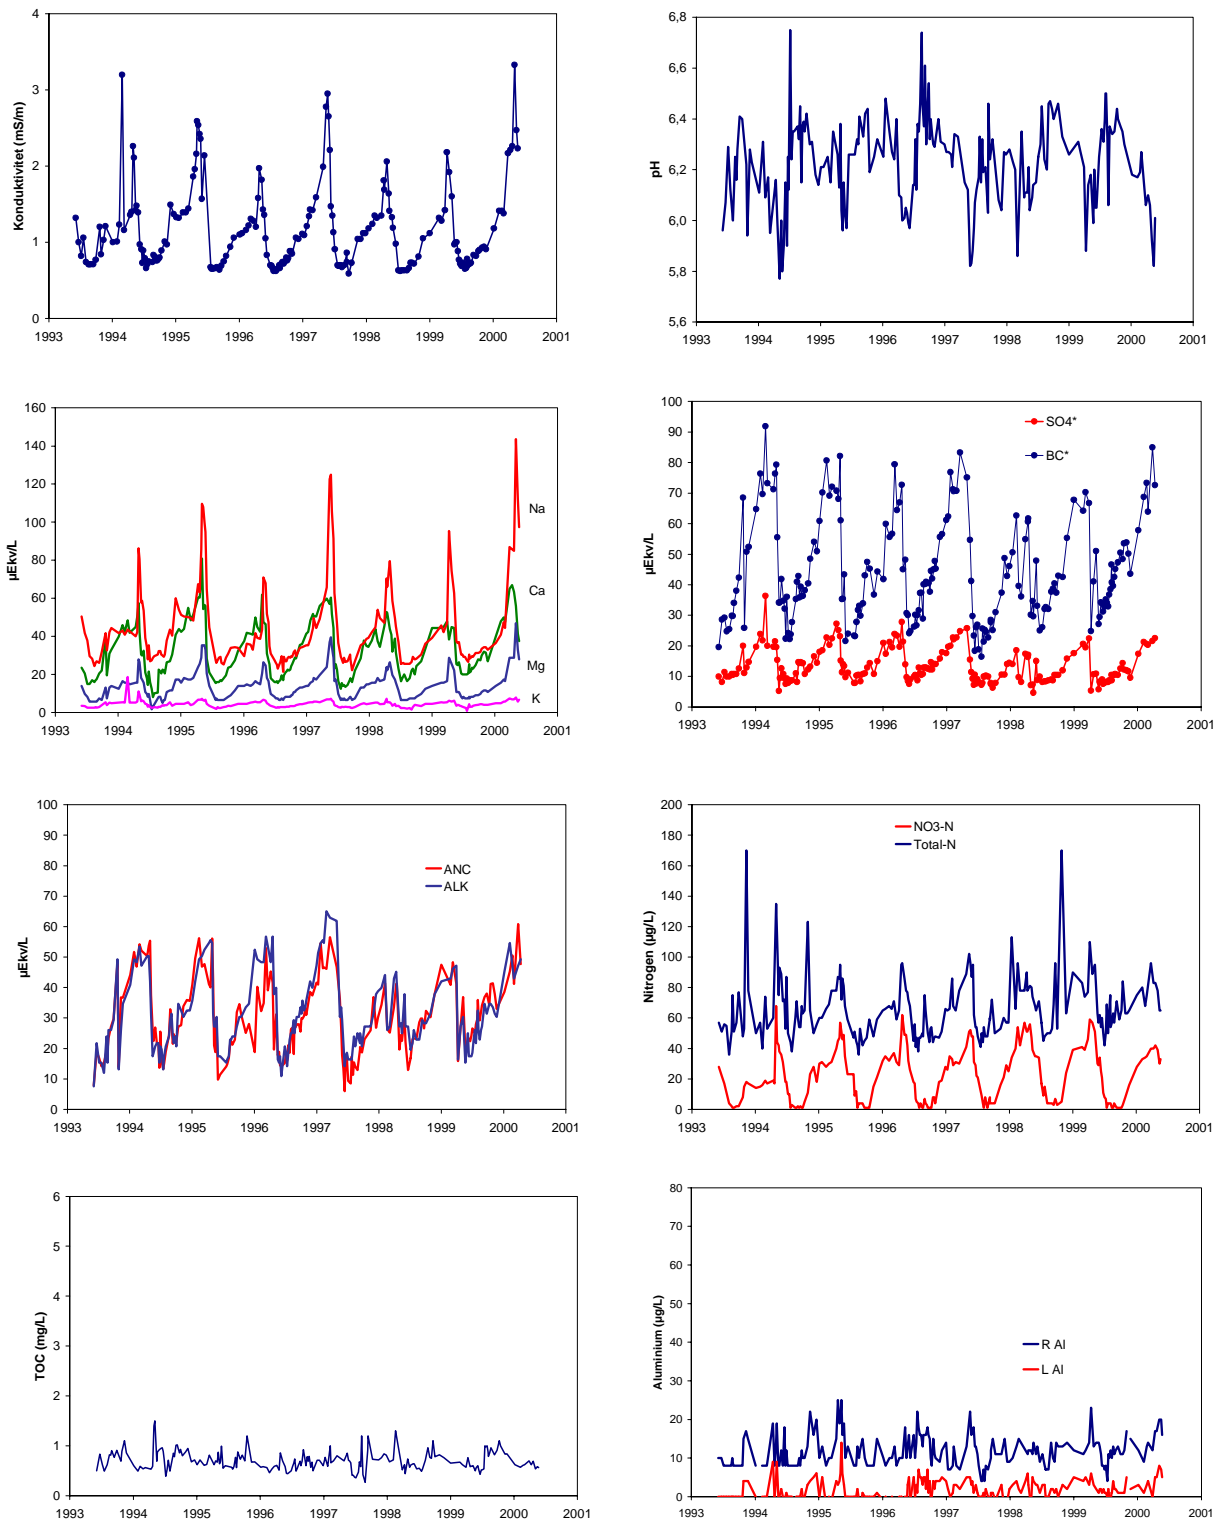 4
3
2
1
0
Konduktivitet (mS/m)
1993 1994 1995 1996 1997 1998 1999 2000 2001
6,8
6,6
6,4
6,2
6,0
5,8
5,6
pH
1993 1994 1995 1996 1997 1998 1999 2000 2001
160
140
120
100
80
60
40
20
0
µEkv/L
Na
Ca
Mg
K
1993 1994 1995 1996 1997 1998 1999 2000 2001
100
90
80
70
60
50
40
30
20
10
0
µEkv/L
SO4*
BC*
1993 1994 1995 1996 1997 1998 1999 2000 2001
100
90
80
70
60
50
40
30
20
10
0
µEkv/L
ANC
ALK
1993 1994 1995 1996 1997 1998 1999 2000 2001
200
180
160
140
120
100
80
60
40
20
0
Nitrogen (µg/L)
NO3-N
Total-N
1993 1994 1995 1996 1997 1998 1999 2000 2001
6
5
4
3
2
1
0
TOC (mg/L)
1993 1994 1995 1996 1997 1998 1999 2000 2001
80
70
60
50
40
30
20
10
0
Aluminium (µg/L)
R Al
L Al
1993 1994 1995 1996 1997 1998 1999 2000 2001